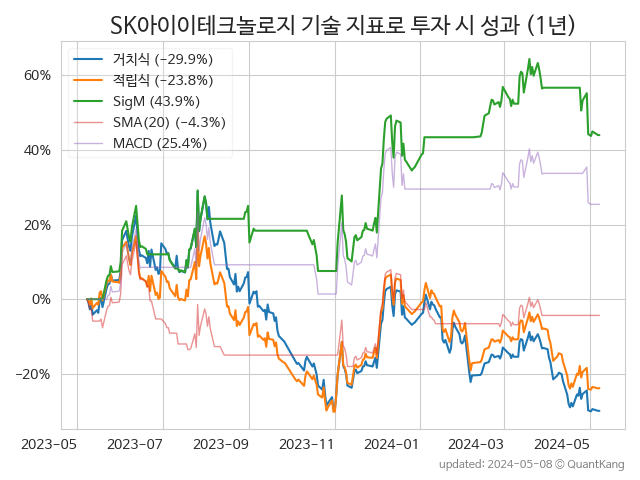 SK아이이테크놀로지 기술 지표로 투자 시 성과 (1년)
거치식 (−29.9%)
적립식 (−23.8%)
SigM (43.9%)
SMA(20) (−4.3%)
MACD (25.4%)
60%
40%
20%
0%
−20%
2023-05 2023-07 2023-09 2023-11 2024-01 2024-03 2024-05
updated: 2024-05-08 © QuantKang